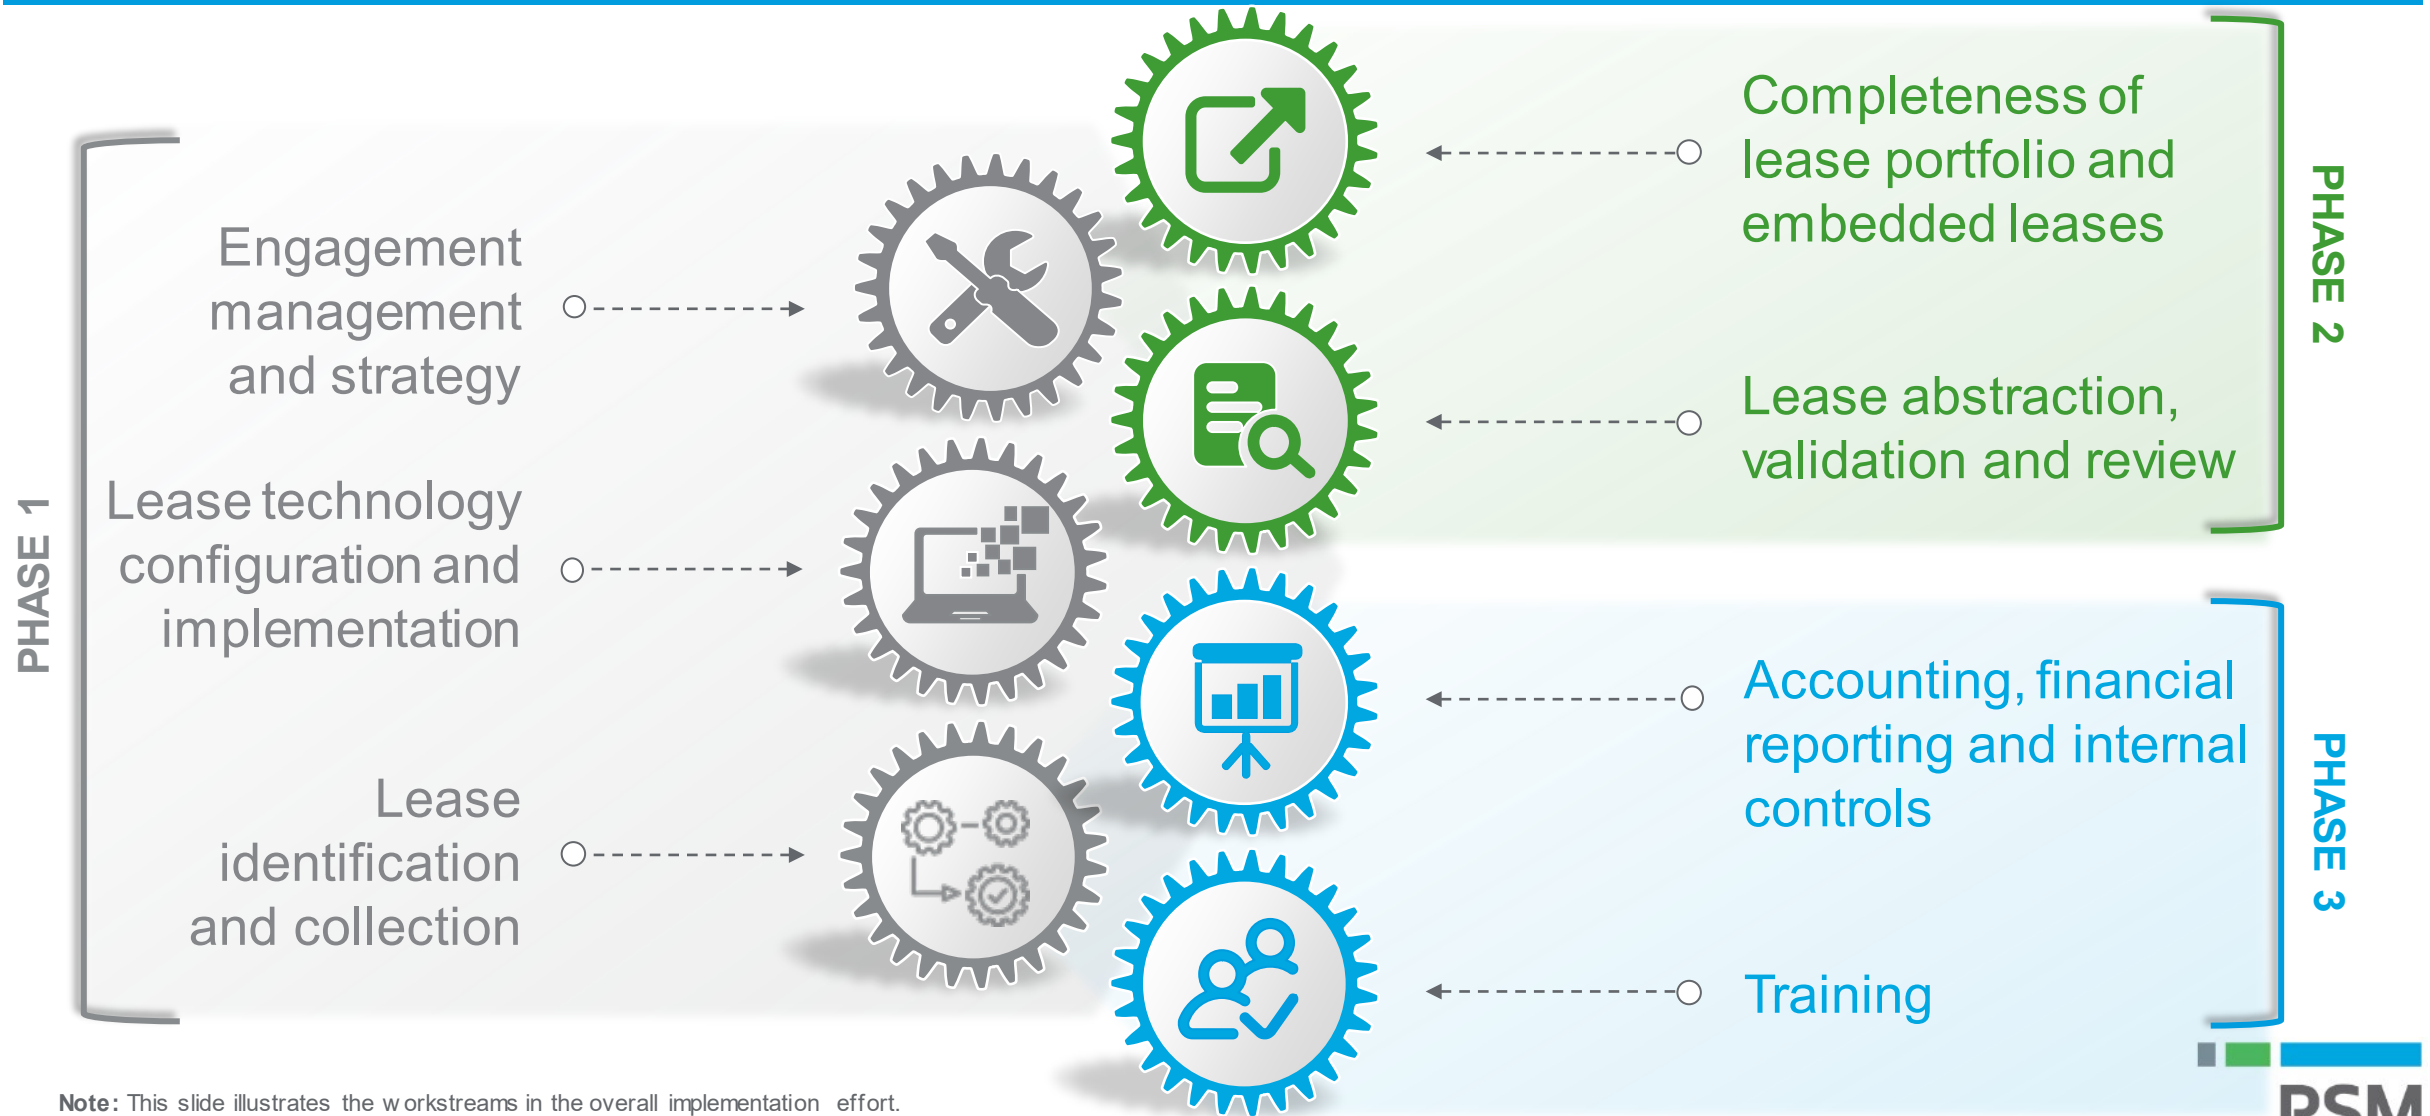 PHASE 1
Engagement
management
and strategy
Lease technology
configuration and
implementation
Lease
identification
and collection
Completeness of
lease portfolio and
embedded leases
Lease abstraction,
validation and review
PHASE 2
Accounting, financial
reporting and internal
controls
Training
PHASE 3
Note: This slide illustrates the workstreams in the overall implementation effort.
RSM